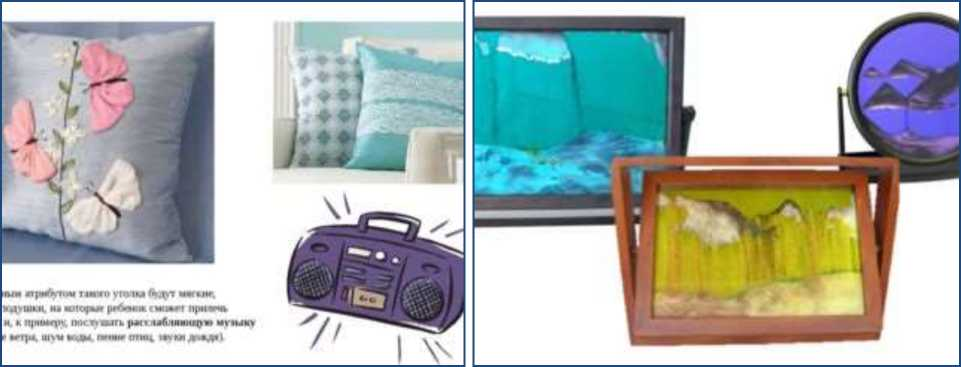 ным атрибутом такого уголка будут мягкие,
подушки, на которые ребенок сможет прилечь
и, к примеру, послушать расслабляющую музыку
е ветра, шум воды, пение птиц, звуки дождя).